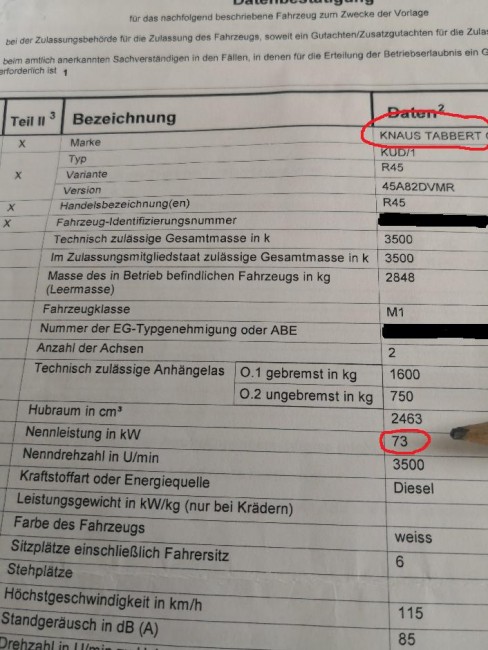 Datenbestätigung
für das nachfolgend beschriebene Fahrzeug zum Zwecke der Vorlage
bei der Zulassungsbehörde für die Zulassung des Fahrzeugs, soweit ein Gutachten/Zusatzgutachten für die
beim amtlich anerkannten Sachverständigen in den Fällen, in denen für die Erteilung der Betriebserlaubnis ein
erforderlich ist 1
Teil II 3 Bezeichnung Daten 2
X Marke KNAUS TABBERT
Typ KUD/1
X Variante R45
Version 45A82DVMR
X Handelsbezeichnung(en) R45
X Fahrzeug-Identifizierungsnummer
Technisch zulässige Gesamtmasse in k 3500
Im Zulassungsmitgliedstaat zulässige Gesamtmasse in k 3500
Masse des in Betrieb befindlichen Fahrzeugs in kg 2848
(Leermasse)
Fahrzeugklasse M1
Nummer der EG-Typgenehmigung oder ABE
Anzahl der Achsen 2
Technisch zulässige Anhängelas O.1 gebremst in kg 1600
O.2 ungebremst in kg 750
Hubraum in cm³ 2463
Nennleistung in kW 73
Nenndrehzahl in U/min 3500
Kraftstoffart oder Energiequelle Diesel
Leistungsgewicht in kW/kg (nur bei Krädern)
Farbe des Fahrzeugs weiss
Sitzplätze einschließlich Fahrersitz 6
Stehplätze
Höchstgeschwindigkeit in km/h 115
Standgeräusch in dB (A) 85
Drehzahl in U/min